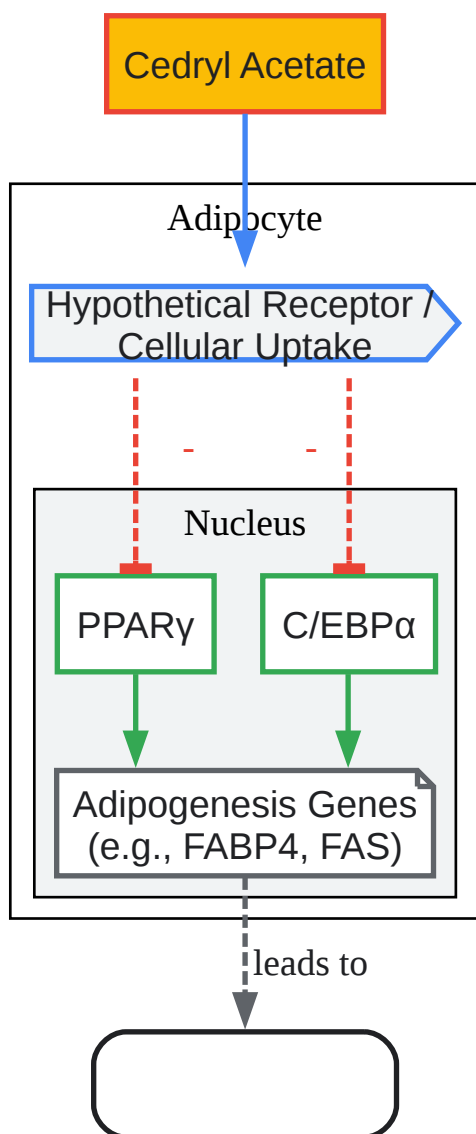 Cedryl Acetate
Adipocyte
Hypothetical Receptor /
Cellular Uptake
- -
Nucleus
PPARγ
C/EBPα
Adipogenesis Genes
(e.g., FABP4, FAS)
leads to